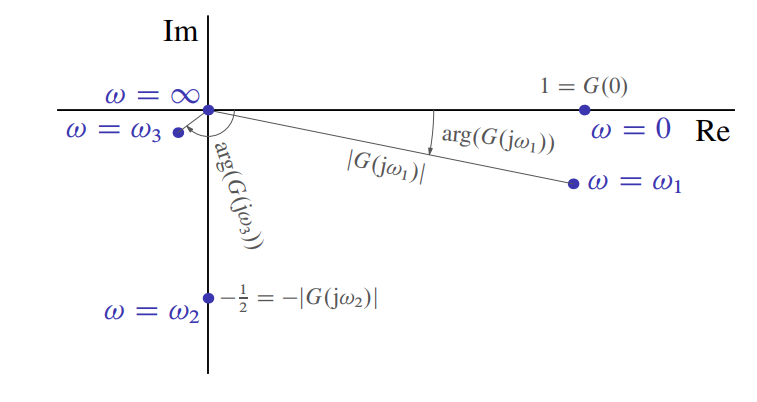 Im
1 = G(0)
ω = ∞
ω = ω₃
ω = 0
Re
arg(G(jω₁))
|G(jω₁)|
ω = ω₁
arg(G(jω₃))
-½ = -|G(jω₂)|
ω = ω₂